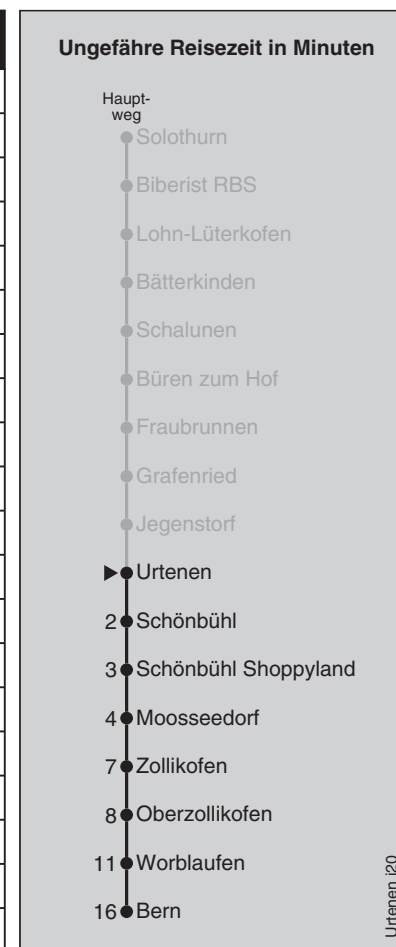 Ungefähre Reisezeit in Minuten
Haupt-
weg
Solothurn
Biberist RBS
Lohn-Lüterkofen
Bätterkinden
Schalunen
Büren zum Hof
Fraubrunnen
Grafenried
Jegenstorf
Urtenen
2 Schönbühl
3 Schönbühl Shoppyland
4 Moosseedorf
7 Zollikofen
8 Oberzollikofen
11 Worblaufen
16 Bern
Urtenen j20